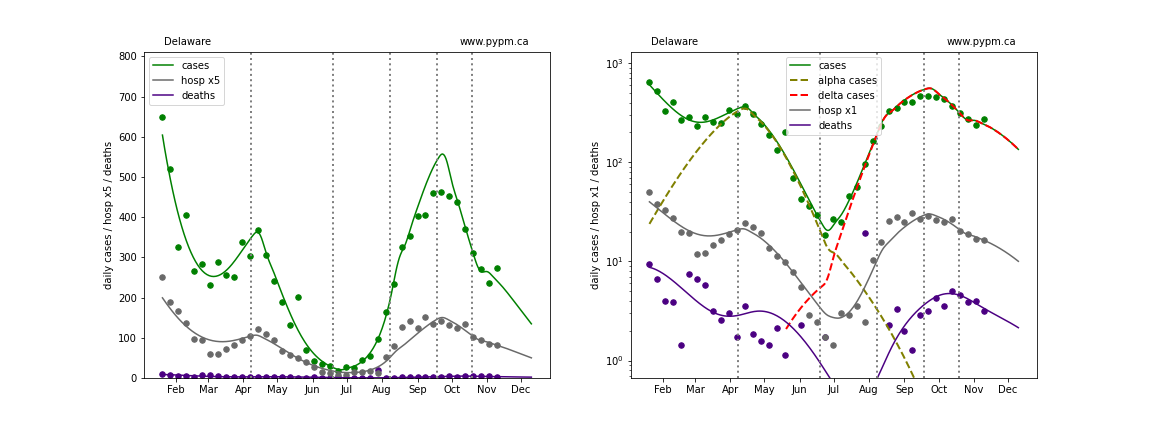 Delaware www.pypm.ca
daily cases / hosp x5 / deaths
800
700
600
500
400
300
200
100
0
cases
hosp x5
deaths
Feb Mar Apr May Jun Jul Aug Sep Oct Nov Dec
Delaware www.pypm.ca
daily cases / hosp x1 / deaths
10³
10²
10¹
10⁰
cases
alpha cases
delta cases
hosp x1
deaths
Feb Mar Apr May Jun Jul Aug Sep Oct Nov Dec